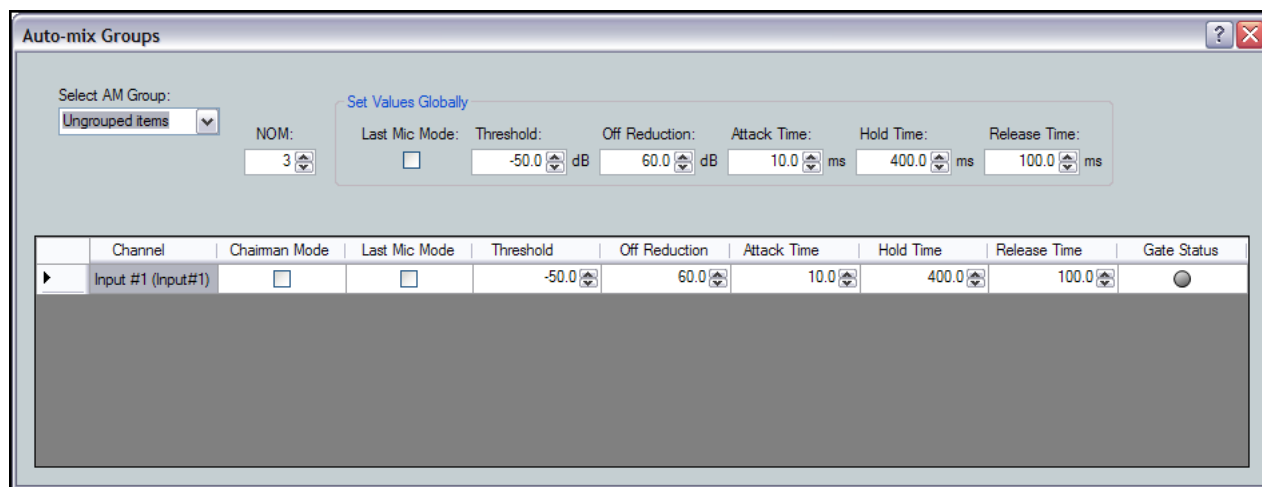 Auto-mix Groups
?
Select AM Group:
Ungrouped items
NOM:
3
Set Values Globally
Last Mic Mode: Threshold: Off Reduction: Attack Time: Hold Time: Release Time:
-50.0 dB 60.0 dB 10.0 ms 400.0 ms 100.0 ms
Channel Chairman Mode Last Mic Mode Threshold Off Reduction Attack Time Hold Time Release Time Gate Status
Input #1 (Input#1) -50.0 60.0 10.0 400.0 100.0